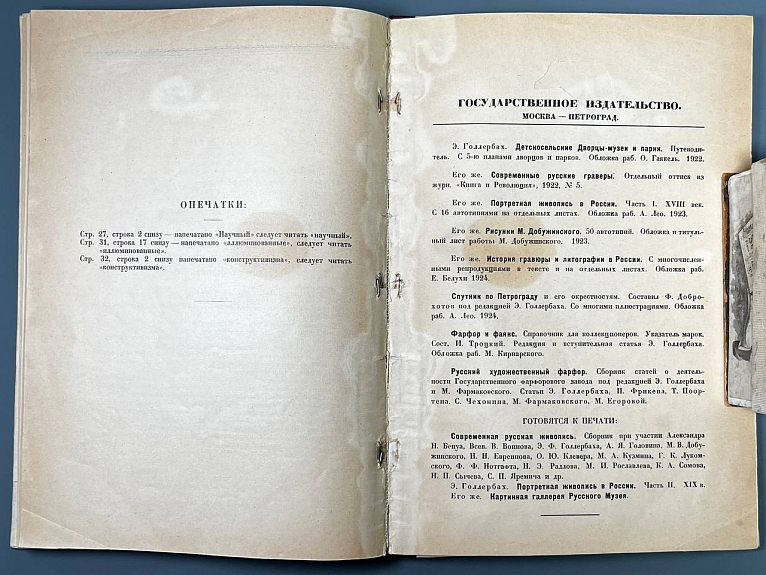 ОПЕЧАТКИ:
Стр. 27, строка 2 снизу — напечатано «Научный» следует читать «научный».
Стр. 31, строка 17 снизу — напечатано «аллюминованные», следует читать
«иллюминованные».
Стр. 32, строка 2 снизу напечатано «конструктиязма», следует читать
«конструктивизма».
ГОСУДАРСТВЕННОЕ ИЗДАТЕЛЬСТВО.
МОСКВА — ПЕТРОГРАД.
Э. Голлербах. Детскосельские Дворцы-музеи и парки. Путеводи-
тель. С 5-ю планами дворцов и парков. Обложка раб. О. Гаккель. 1922.
Его же. Современные русские граверы. Отдельный оттиск из
журн. «Книга и Революция», 1922, № 5.
Его же. Портретная живопись в России. Часть I. XVIII век.
С 16 автотипиями на отдельных листах. Обложка раб. А. Лео. 1923.
Его же. Рисунки М. Добужинского. 50 автотипий. Обложка и титуль-
ный лист работы М. Добужинского. 1923.
Его же. История гравюры и литографии в России. С многочислен-
ными репродукциями в тексте и на отдельных листах. Обложка раб.
Е. Белухи 1924.
Спутник по Петрограду и его окрестностям. Составил Ф. Добро-
хотов под редакцией Э. Голлербаха. Со многими иллюстрациями. Обложка
раб. А. Лео. 1924.
Фарфор и фаянс. Справочник для коллекционеров. Указатель марок.
Сост. И. Троцкий. Редакция и вступительная статья Э. Голлербаха.
Обложка раб. М. Кирнарского.
Русский художественный фарфор. Сборник статей о деятель-
ности Государственного фарфорового завода под редакцией Э. Голлербаха
и М. Фармаковского. Статьи Э. Голлербаха, Н. Фрикена, Т. Поор-
тена, С. Чехонина, М. Фармаковского, М. Егоровой.
ГОТОВЯТСЯ К ПЕЧАТИ:
Современная русская живопись. Сборник при участии Александра
Н. Бенуа, Всев. В. Воинова, Э. Ф. Голлербаха, А. Я. Головина, М. В. Добу-
жинского, Н. Н. Евреинова, О. Ю. Клевера, М. А. Кузмина, Г. К. Луком-
ского, Ф. Ф. Нотгафта, Н. Э. Радлова, М. И. Рославлева, К. А. Сомова,
Н. П. Сычева, С. П. Яремича и др.
Э. Голлербах. Портретная живопись в России. Часть II. XIX в.
Его же. Картинная галлерея Русского Музея.